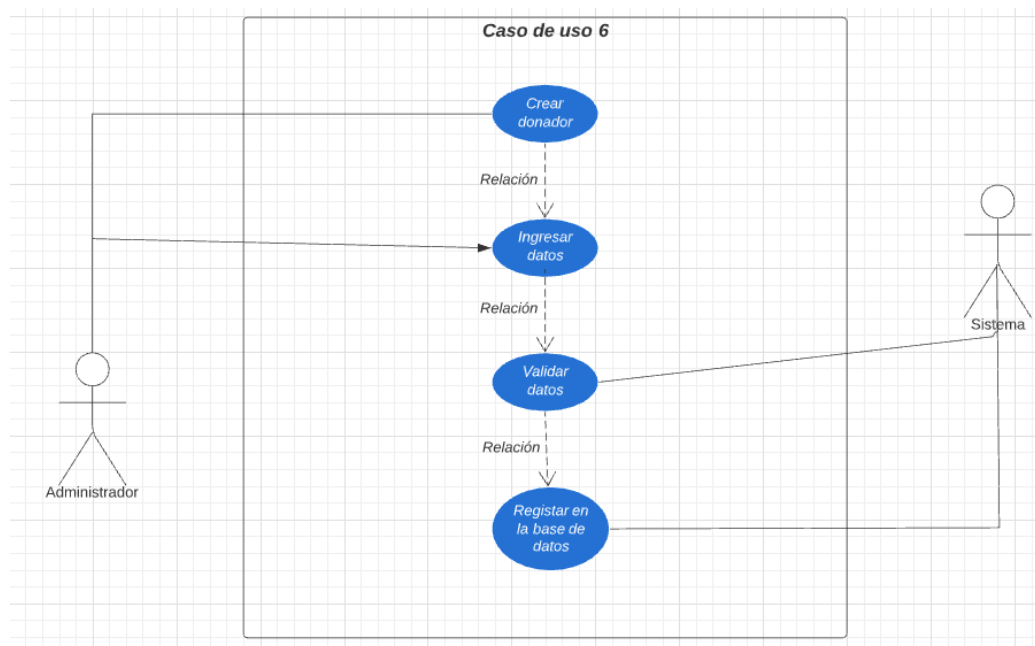 Caso de uso 6
Crear
donador
Relación
Ingresar
datos
Relación
Sistema
Validar
datos
Relación
Administrador
Registar en
la base de
datos